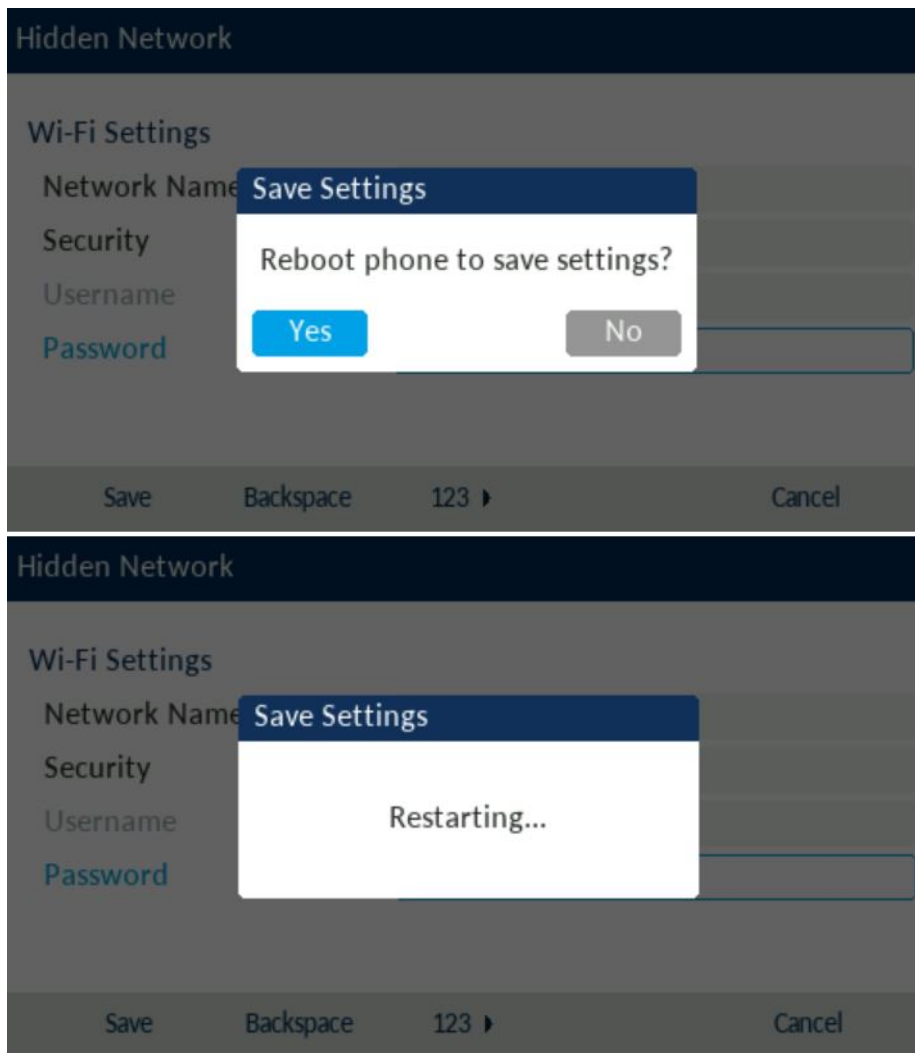 Hidden Network
Wi-Fi Settings
Network Name
Save Settings
Security
Reboot phone to save settings?
Username
Yes
No
Password
Save
Backspace
123
Cancel
Hidden Network
Wi-Fi Settings
Network Name
Save Settings
Security
Restarting...
Username
Password
Save
Backspace
123
Cancel